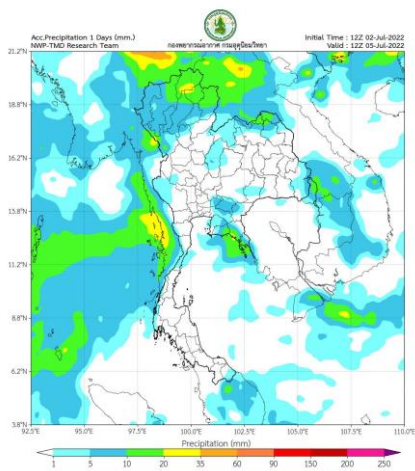 Acc.Precipitation 1 Days (mm.)
NWP-TMD Research Team
กองพยากรณ์อากาศ กรมอุตุนิยมวิทยา
Initial Time : 12Z 02-Jul-2022
Valid : 12Z 05-Jul-2022
21.2°N
18.8°N
16.2°N
13.8°N
11.2°N
8.8°N
6.2°N
3.8°N
92.5°E 95.0°E 97.5°E 100.0°E 102.5°E 105.0°E 107.5°E 110.0°E
Precipitation (mm)
1 5 10 20 35 60 90 150 200 250